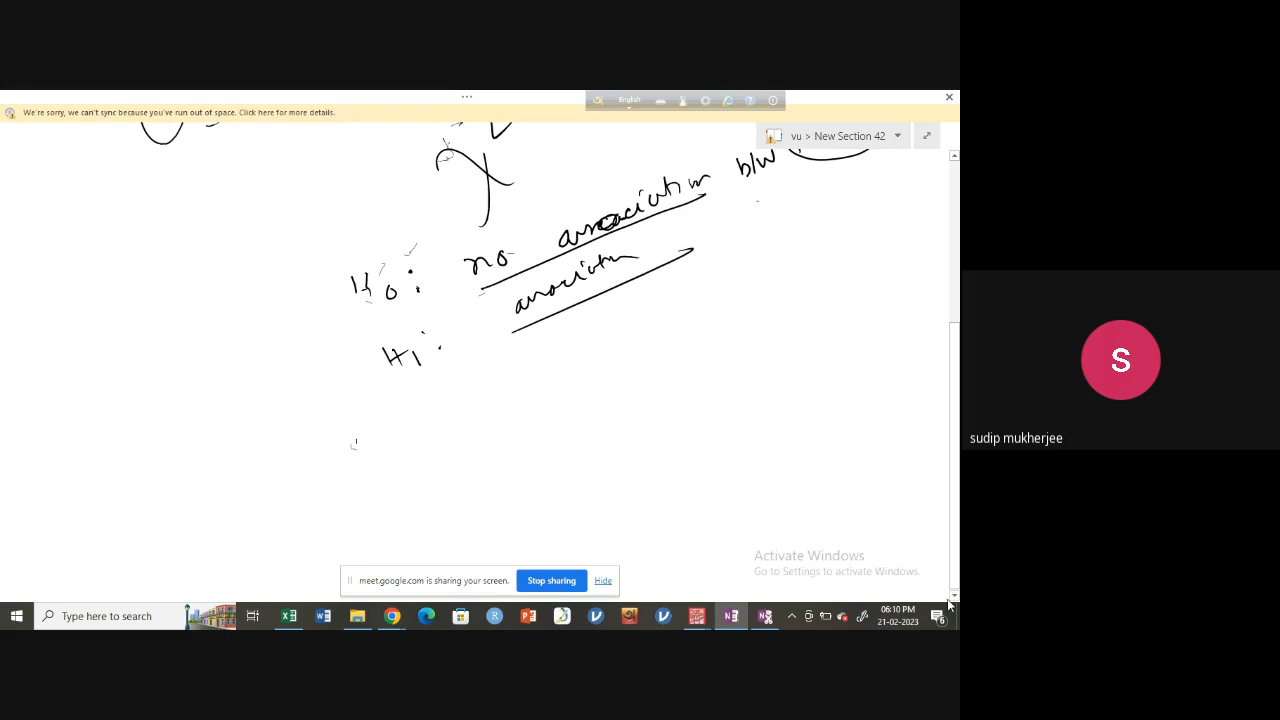 We're sorry, we can't sync because you've run out of space. Click here for more details.
English
vu > New Section 42
b/w
H0: no association
H1: association
Activate Windows
Go to Settings to activate Windows.
meet.google.com is sharing your screen. Stop sharing Hide
Type here to search
06:10 PM
21-02-2023
6
S
sudip mukherjee